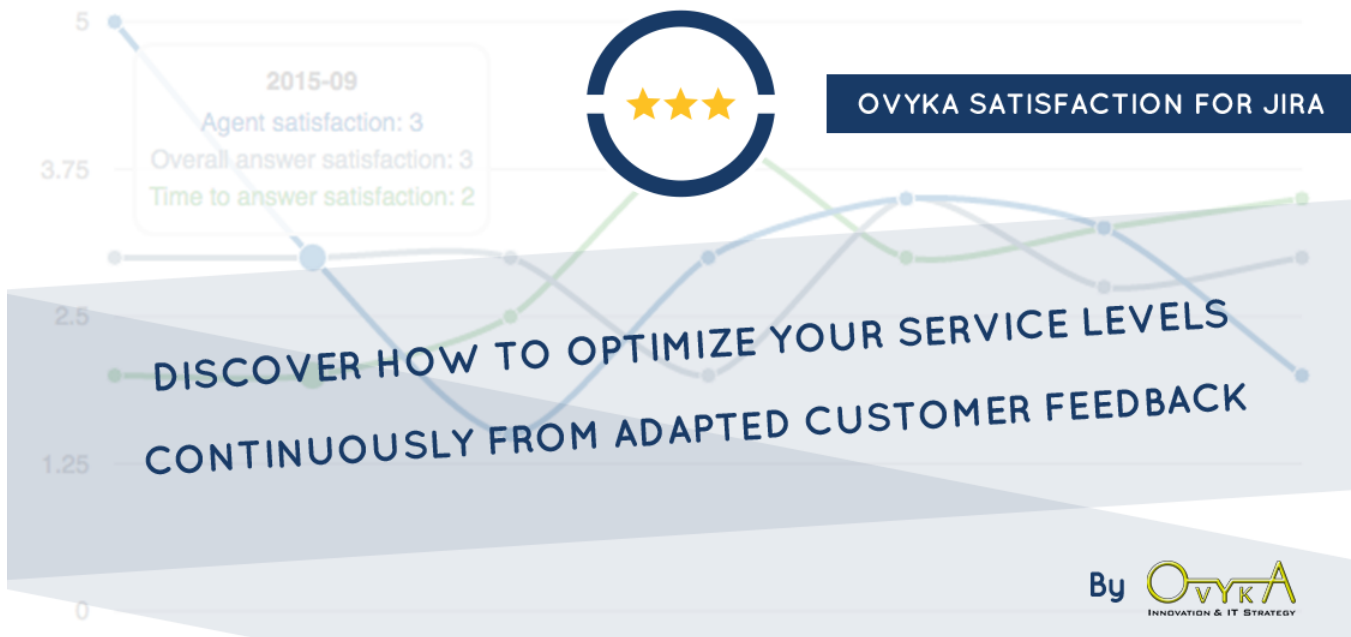 5
2015-09
Agent satisfaction: 3
Overall answer satisfaction: 3
Time to answer satisfaction: 2
OVYKA SATISFACTION FOR JIRA
3.75
2.5
DISCOVER HOW TO OPTIMIZE YOUR SERVICE LEVELS
CONTINUOUSLY FROM ADAPTED CUSTOMER FEEDBACK
1.25
By OVYKA
INNOVATION & IT STRATEGY
0